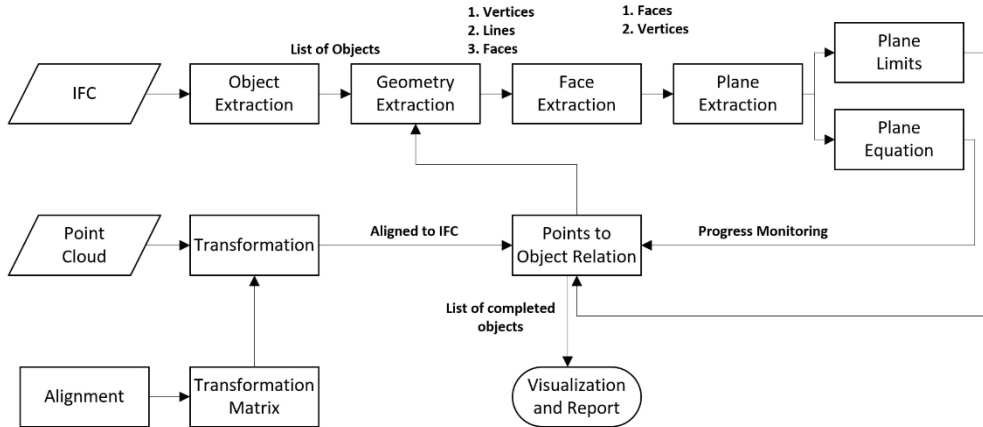 1. Vertices
2. Lines
3. Faces
1. Faces
2. Vertices
List of Objects
IFC
Object
Extraction
Geometry
Extraction
Face
Extraction
Plane
Extraction
Plane
Limits
Plane
Equation
Point
Cloud
Transformation
Aligned to IFC
Points to
Object Relation
Progress Monitoring
List of completed
objects
Alignment
Transformation
Matrix
Visualization
and Report